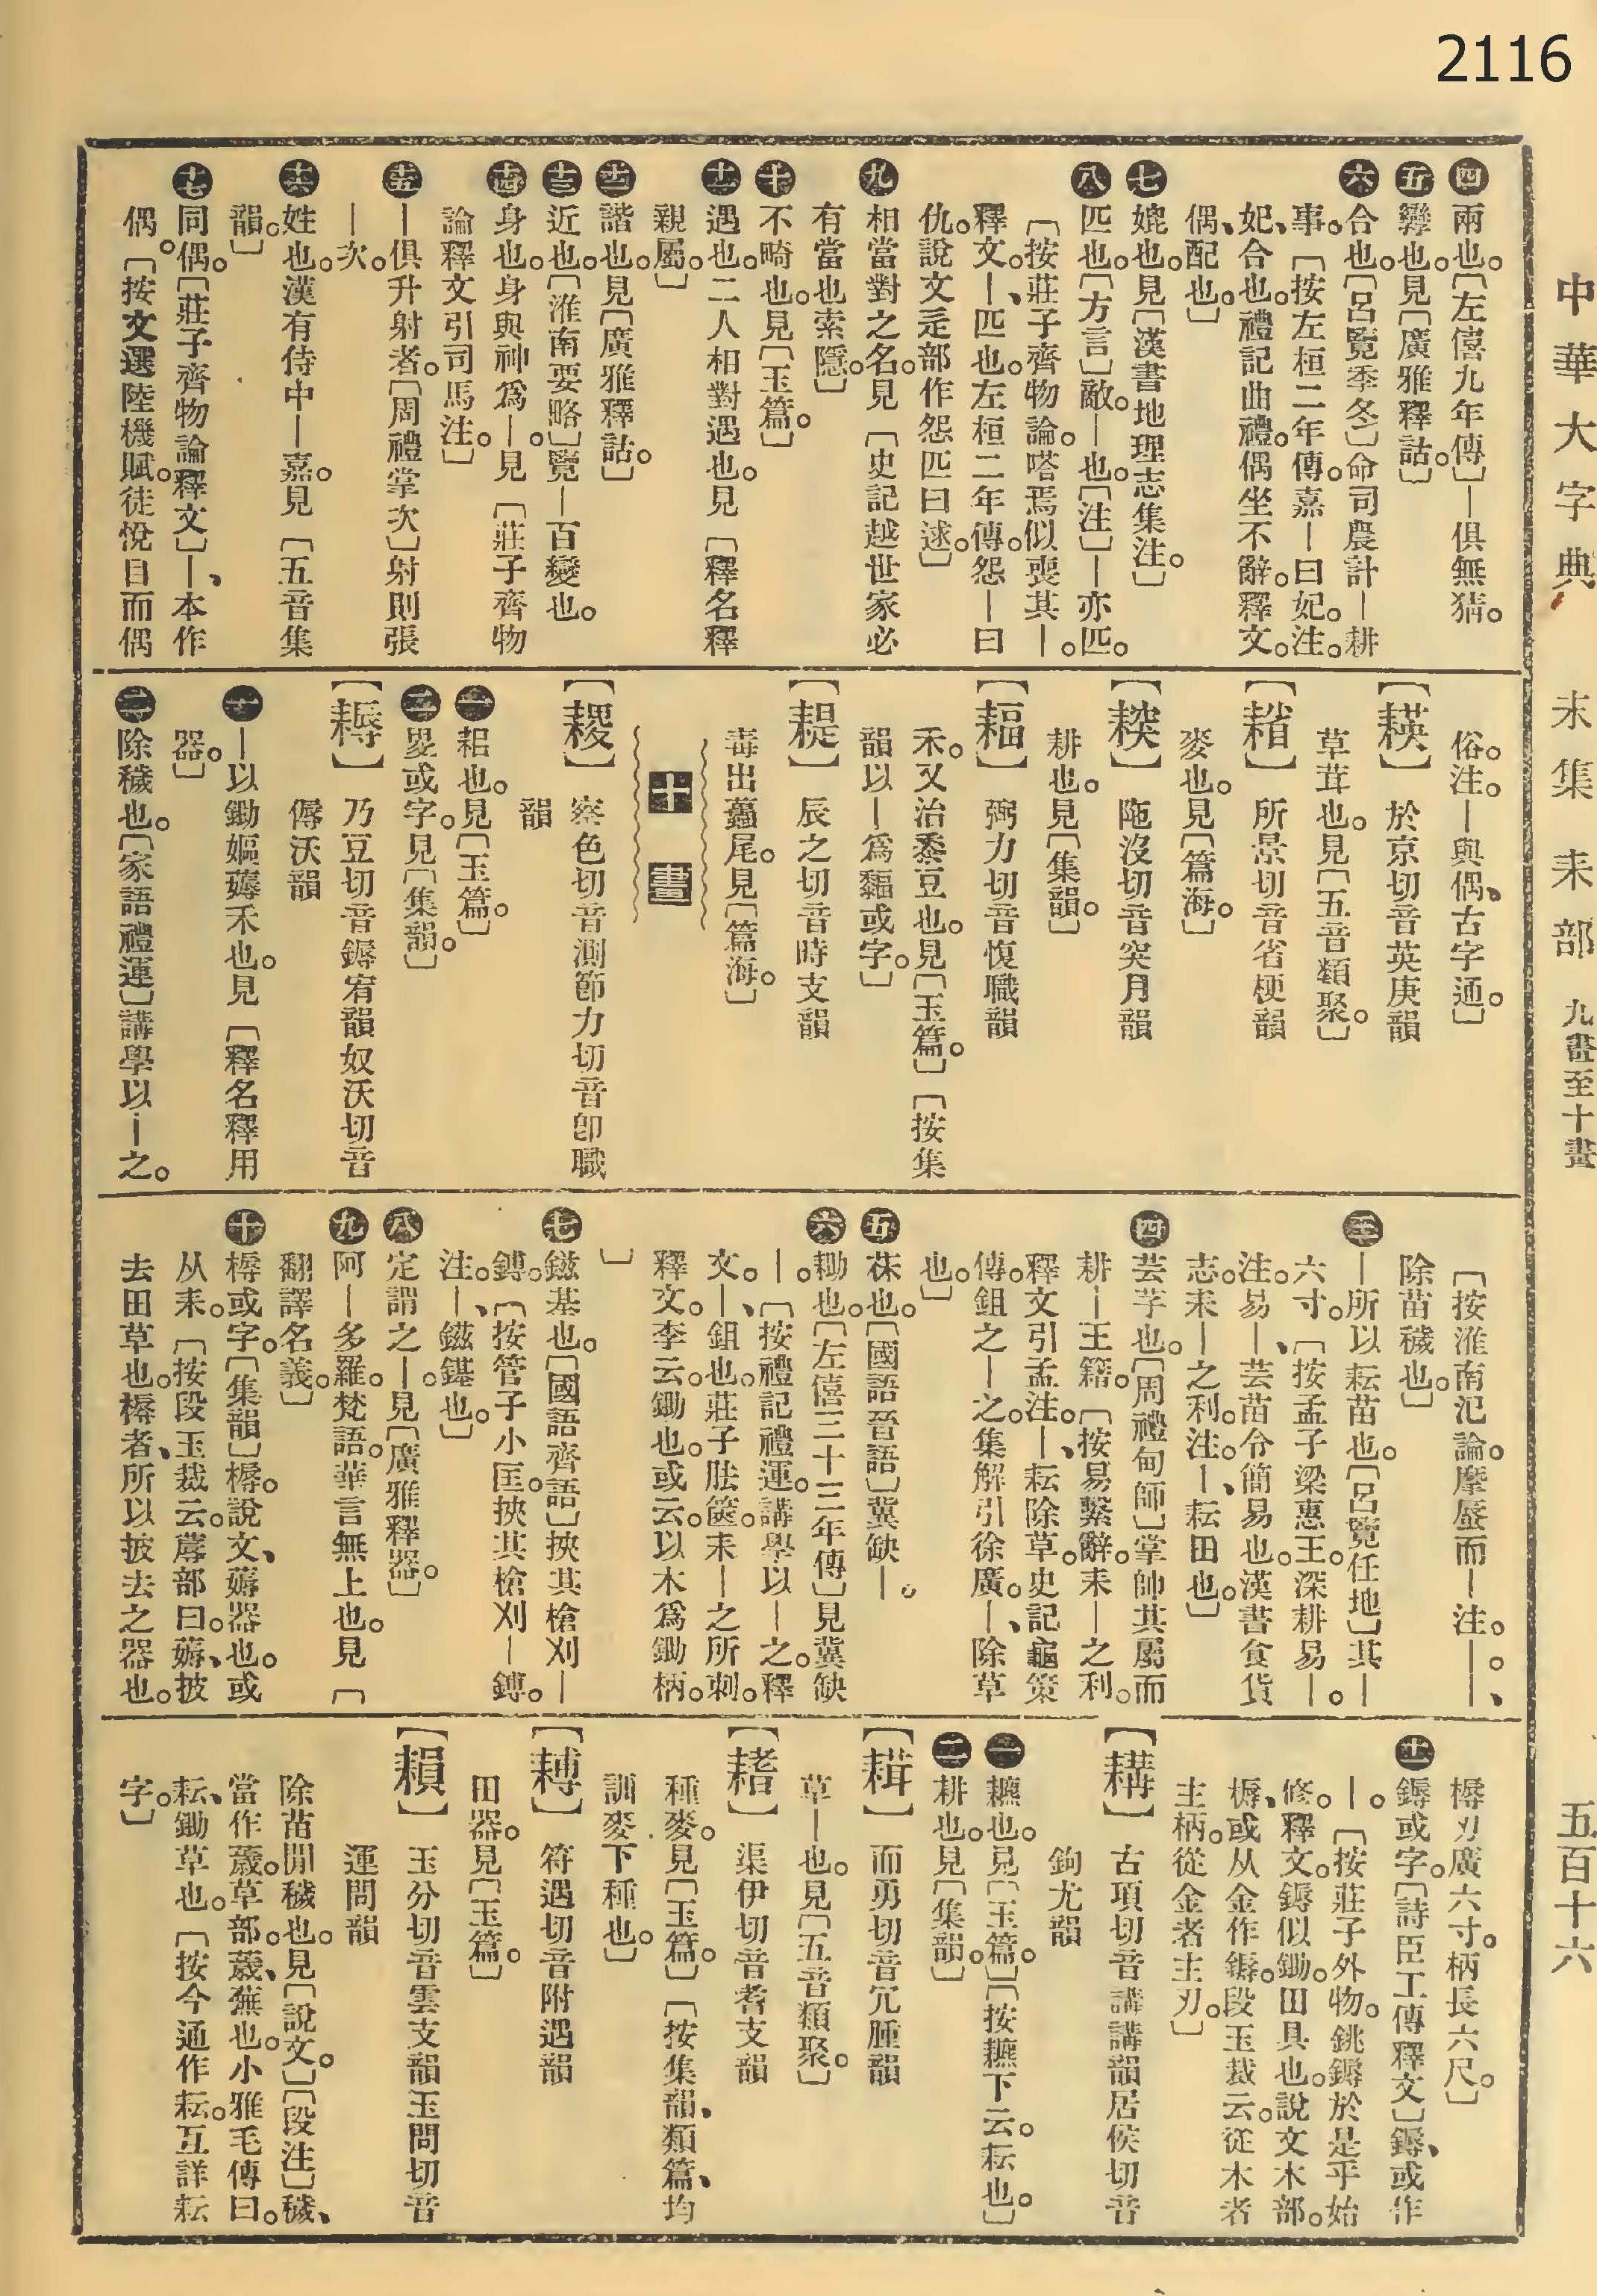 2116
中華大字典 未集 耒部 九畫至十畫 五百十六
四 兩也。〔左僖九年傳〕—俱無猜。
五 孿也。見〔廣雅釋詁。〕
六 合也。〔呂覽季冬〕命司農計—耕
事。〔按左桓二年傳。嘉—曰妃。注。
妃、合也。禮記曲禮。偶坐不辭。釋文。
偶、配也。〕
七 媲也。見〔漢書地理志集注。〕
八 匹也。〔方言〕敵。—也。〔注〕—亦匹。
〔按莊子齊物論。嗒焉似喪其—。
釋文。—、匹也。左桓二年傳。怨—曰
仇。說文辵部作怨匹曰逑。〕
九 相當對之名。見〔史記越世家必
有當也索隱。〕
十 不畸也。見〔玉篇。〕
十一 遇也。二人相對遇也。見〔釋名釋
親屬。〕
十二 諧也。見〔廣雅釋詁。〕
十三 近也。〔淮南要略〕覽—百變也。
十四 身也。身與神爲—。見〔莊子齊物
論釋文引司馬注。〕
十五 —俱升射者。〔周禮掌次〕射則張
—次。
十六 姓也。漢有侍中—嘉。見〔五音集
韻。〕
十七 同偶。〔莊子齊物論釋文〕—、本作
偶。〔按文選陸機賦。徒悅目而偶
俗。注。—與偶、古字通。〕
〔䎦〕 於京切音英庚韻
草茸也。見〔五音類聚。〕
〔䎫〕 所景切音省梗韻
麥也。見〔篇海。〕
〔䎪〕 陁沒切音突月韻
耕也。見〔集韻。〕
〔䎭〕 弼力切音愎職韻
禾。又治黍豆也。見〔玉篇。〕〔按集
韻以—爲䵗或字。〕
〔䎩〕 辰之切音時支韻
毒出蠚尾。見〔篇海。〕
十畫
〔稷〕 察色切音測節力切音卽職
韻
一 耜也。見〔玉篇。〕
二 畟或字。見〔集韻。〕
〔耨〕 乃豆切音鎒宥韻奴沃切音
傉沃韻
一 —以鋤嫗薅禾也。見〔釋名釋用
器。〕
二 除穢也。〔家語禮運〕講學以—之。
〔按淮南氾論。摩蜃而—。注。—、
除苗穢也。〕
三 —所以耘苗也。〔呂覽任地〕其—
六寸。〔按孟子梁惠王。深耕易—。
注。易—、芸苗令簡易也。漢書食貨
志。耒—之利。注。—、耘田也。〕
四 芸芓也。〔周禮甸師〕掌帥其屬而
耕—王籍。〔按易繫辭。耒—之利。
釋文引孟注。—、耘除草。史記龜策
傳。鉏之—之。集解引徐廣。—、除草
也。〕
五 茠也。〔國語晉語〕冀缺—。
六 耡也。〔左僖三十三年傳〕見冀缺
—。〔按禮記禮運。講學以—之。釋
文。—、鉏也。莊子胠篋。耒—之所刺。
釋文。李云。鋤也。或云。以木爲鋤柄。
〕
七 鎡基也。〔國語齊語〕挾其槍刈—
鎛。〔按管子小匡。挾其槍刈—鎛。
注。—、鎡鑺也。〕
八 定謂之—。見〔廣雅釋器。〕
九 阿—多羅。梵語。華言無上也。見〔
翻譯名義。〕
十 槈或字。〔集韻〕槈。說文、薅器也。或
从耒。〔按段玉裁云。蓐部曰。薅、披
去田草也。槈者、所以披去之器也。
槈刃廣六寸。柄長六尺。〕
十一 鎒或字。〔詩臣工傳釋文〕鎒、或作
—。〔按莊子外物。銚鎒於是乎始
修。釋文。鎒似鋤。田具也。說文木部。
槈、或从金作鎒。段玉裁云。從木者
主柄。從金者主刃。〕
〔耩〕 古項切音講講韻居侯切音
鉤尤韻
一 穮也。見〔玉篇。〕〔按穮下云。耘也。〕
二 耕也。見〔集韻。〕
〔䎰〕 而勇切音宂腫韻
草—也。見〔五音類聚。〕
〔䎯〕 渠伊切音耆支韻
種麥。見〔玉篇。〕〔按集韻、類篇、均
訓麥下種也。〕
〔䎱〕 符遇切音附遇韻
田器。見〔玉篇。〕
〔䎳〕 玉分切音雲支韻玉問切音
運問韻
除苗閒穢也。見〔說文。〕〔段注〕穢、
當作薉。草部。薉、蕪也。小雅毛傳曰。
耘、鋤草也。〔按今通作耘。互詳耘
字。〕